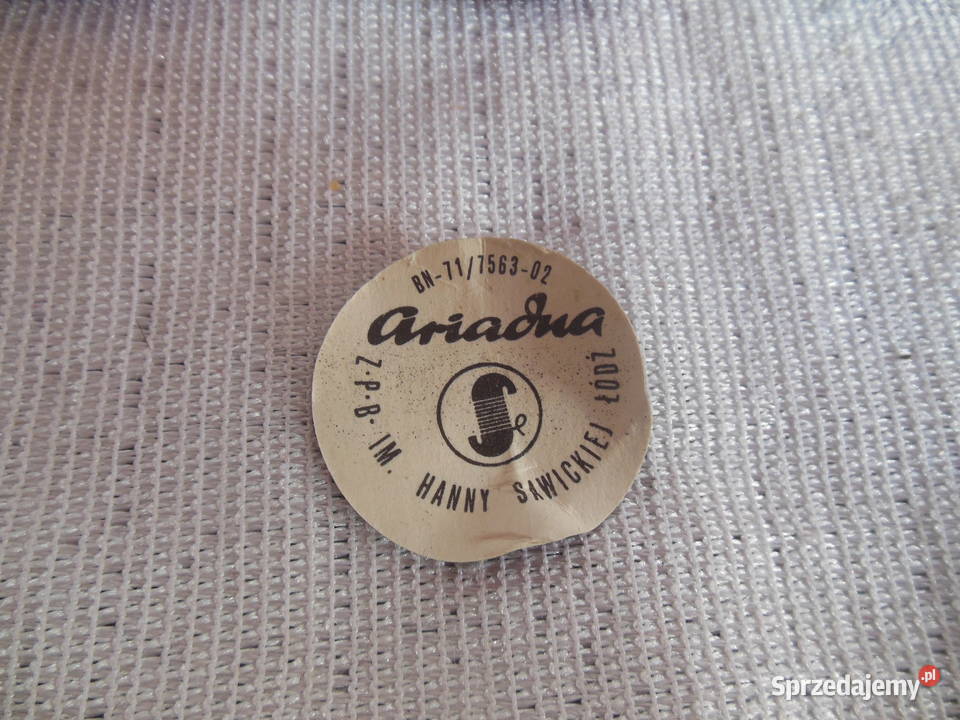 BN-71/7563-02
ariadna
Z·P·B· IM. HANNY SAWICKIEJ ŁÓDŹ
Sprzedajemy.pl